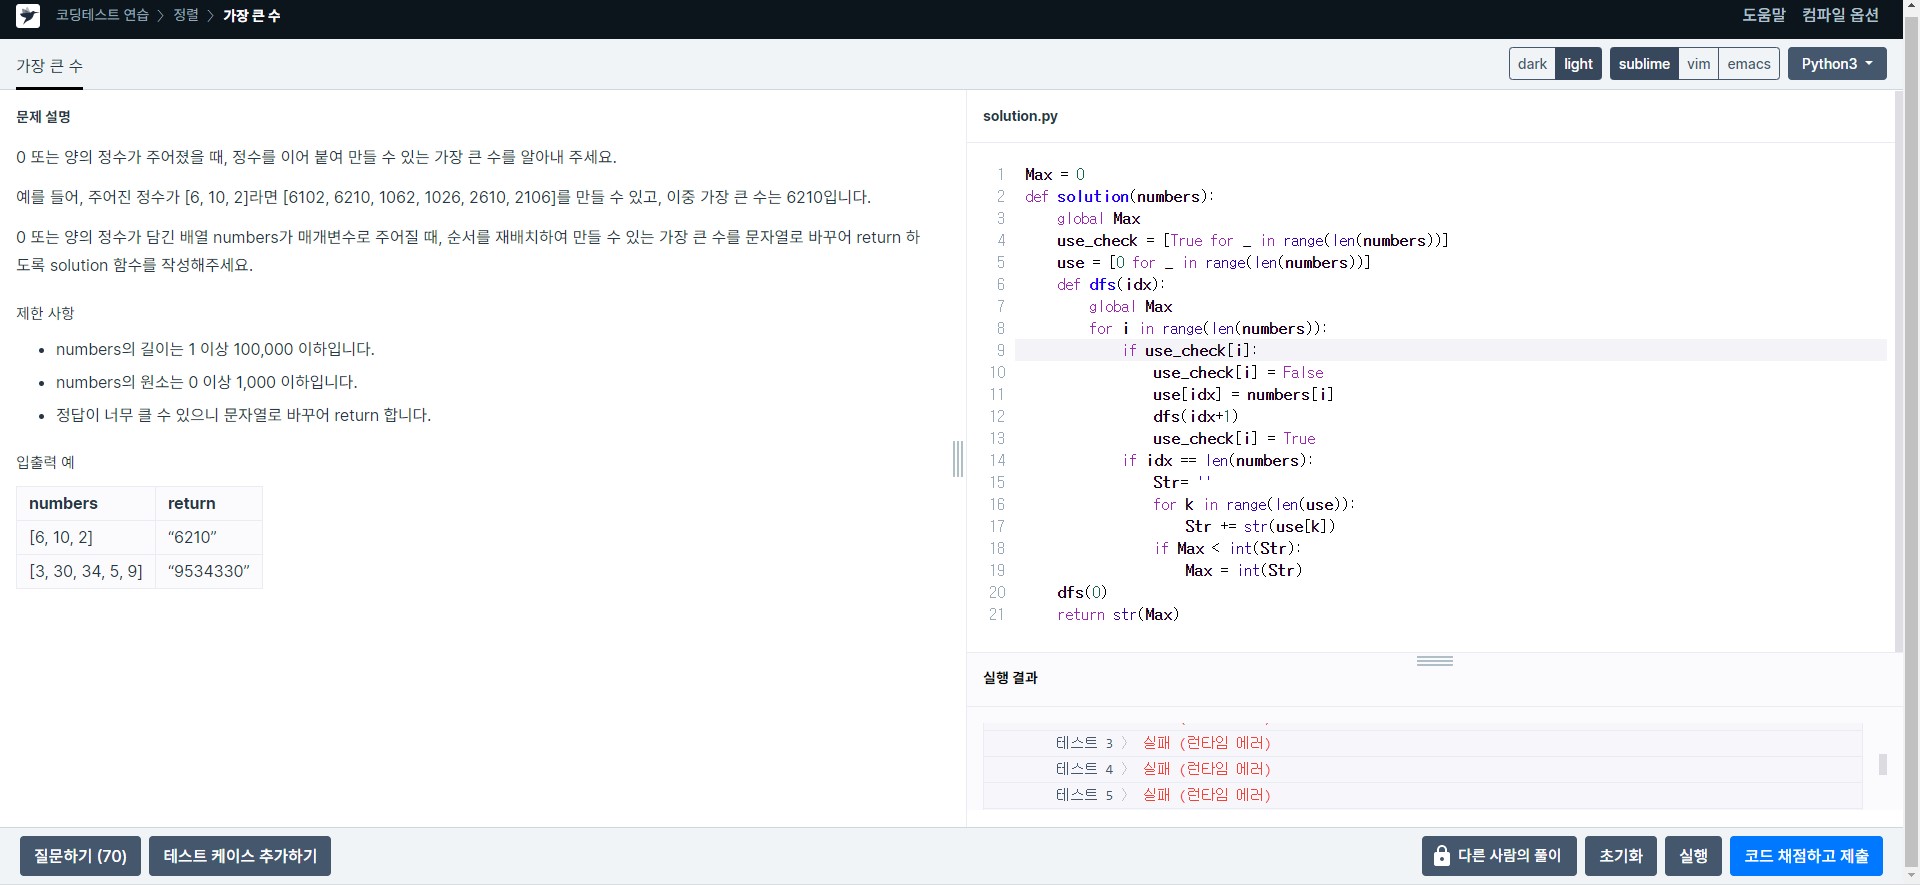 코딩테스트 연습 > 정렬 > 가장 큰 수
도움말 컴파일 옵션
가장 큰 수
dark light sublime vim emacs Python3
문제 설명
0 또는 양의 정수가 주어졌을 때, 정수를 이어 붙여 만들 수 있는 가장 큰 수를 알아내 주세요.
예를 들어, 주어진 정수가 [6, 10, 2]라면 [6102, 6210, 1062, 1026, 2610, 2106]를 만들 수 있고, 이중 가장 큰 수는 6210입니다.
0 또는 양의 정수가 담긴 배열 numbers가 매개변수로 주어질 때, 순서를 재배치하여 만들 수 있는 가장 큰 수를 문자열로 바꾸어 return 하
도록 solution 함수를 작성해주세요.
제한 사항
• numbers의 길이는 1 이상 100,000 이하입니다.
• numbers의 원소는 0 이상 1,000 이하입니다.
• 정답이 너무 클 수 있으니 문자열로 바꾸어 return 합니다.
입출력 예
numbers return
[6, 10, 2] “6210”
[3, 30, 34, 5, 9] “9534330”
solution.py
1 Max = 0
2 def solution(numbers):
3     global Max
4     use_check = [True for _ in range(len(numbers))]
5     use = [0 for _ in range(len(numbers))]
6     def dfs(idx):
7         global Max
8         for i in range(len(numbers)):
9             if use_check[i]:
10                 use_check[i] = False
11                 use[idx] = numbers[i]
12                 dfs(idx+1)
13                 use_check[i] = True
14             if idx == len(numbers):
15                 Str= ''
16                 for k in range(len(use)):
17                     Str += str(use[k])
18                 if Max < int(Str):
19                     Max = int(Str)
20     dfs(0)
21     return str(Max)
실행 결과
테스트 3 > 실패 (런타임 에러)
테스트 4 > 실패 (런타임 에러)
테스트 5 > 실패 (런타임 에러)
질문하기 (70) 테스트 케이스 추가하기 다른 사람의 풀이 초기화 실행 코드 채점하고 제출